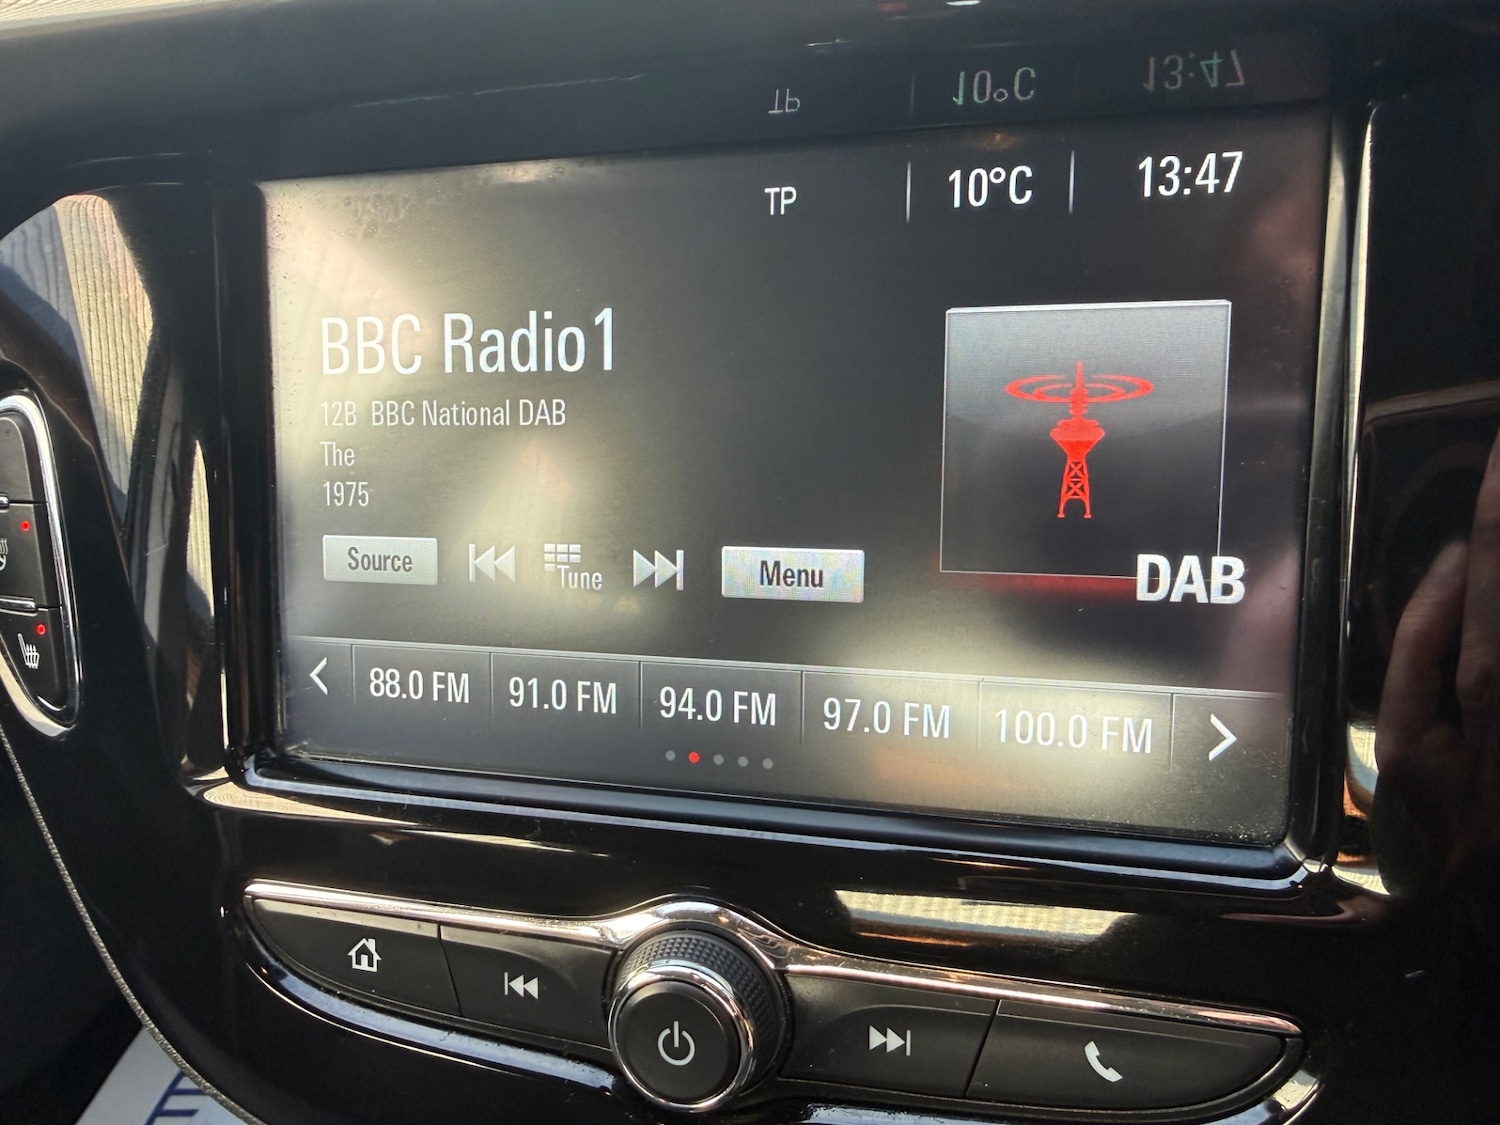 TP 10°C 13:47
BBC Radio1
12B BBC National DAB
The
1975
Source Tune Menu
DAB
88.0 FM 91.0 FM 94.0 FM 97.0 FM 100.0 FM